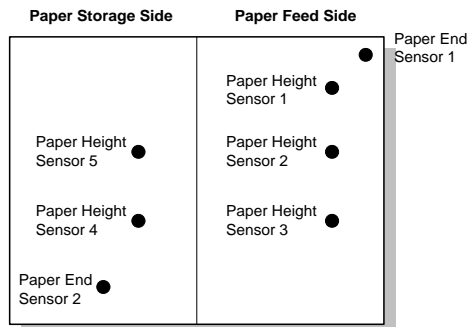 Paper Storage Side
Paper Feed Side
Paper End
Sensor 1
Paper Height
Sensor 1
Paper Height
Sensor 5
Paper Height
Sensor 2
Paper Height
Sensor 4
Paper Height
Sensor 3
Paper End
Sensor 2